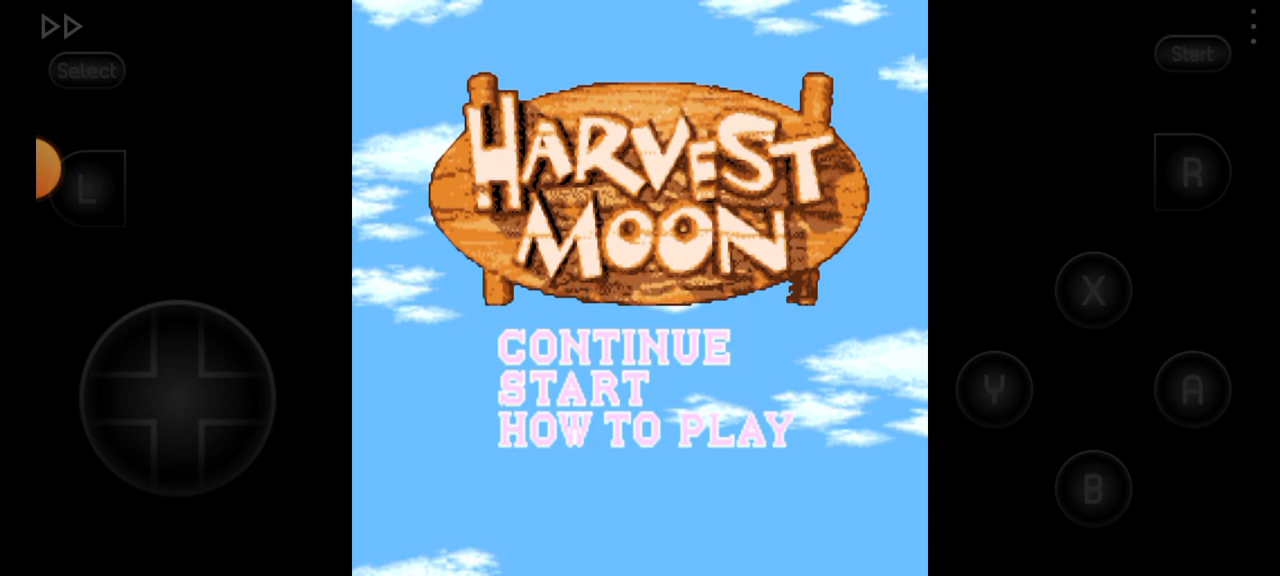 Select
Start
L
R
HARVEST
MOON
CONTINUE
START
HOW TO PLAY
X
Y
A
B